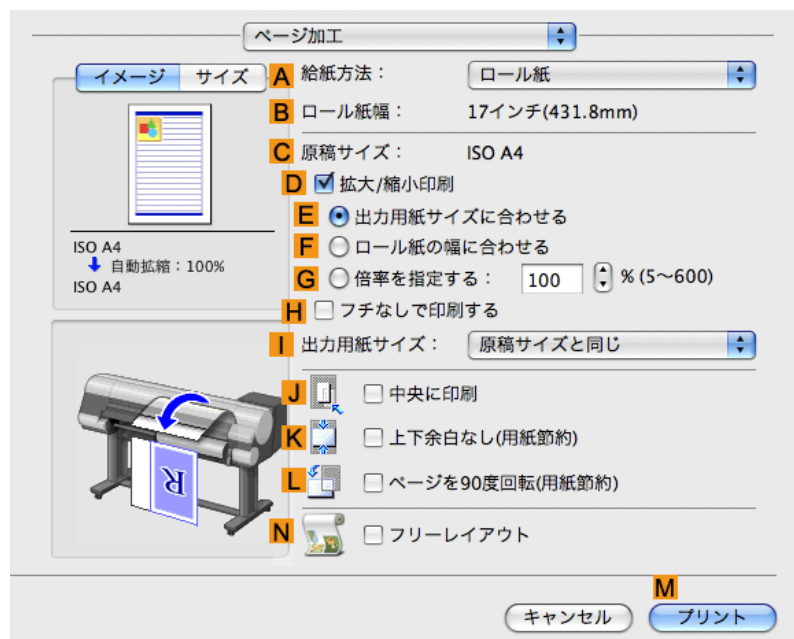 ページ加工
イメージ サイズ
ISO A4
自動拡縮：100%
ISO A4
A 給紙方法： ロール紙
B ロール紙幅： 17インチ(431.8mm)
C 原稿サイズ： ISO A4
D 拡大/縮小印刷
E 出力用紙サイズに合わせる
F ロール紙の幅に合わせる
G 倍率を指定する： 100 % (5〜600)
H フチなしで印刷する
I 出力用紙サイズ： 原稿サイズと同じ
J 中央に印刷
K 上下余白なし(用紙節約)
L ページを90度回転(用紙節約)
R
N フリーレイアウト
M
キャンセル プリント